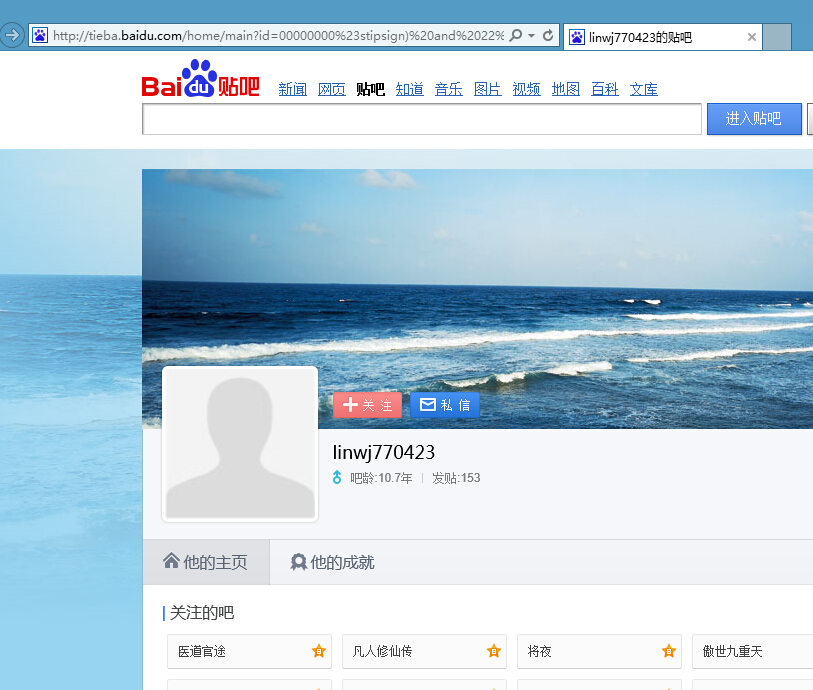 http://tieba.baidu.com/home/main?id=00000000%23stipsign)%20and%2022%
linwj770423的贴吧
Bai du 贴吧
新闻 网页 贴吧 知道 音乐 图片 视频 地图 百科 文库
进入贴吧
关注 私信
linwj770423
吧龄:10.7年 发贴:153
他的主页 他的成就
关注的吧
医道官途 凡人修仙传 将夜 傲世九重天